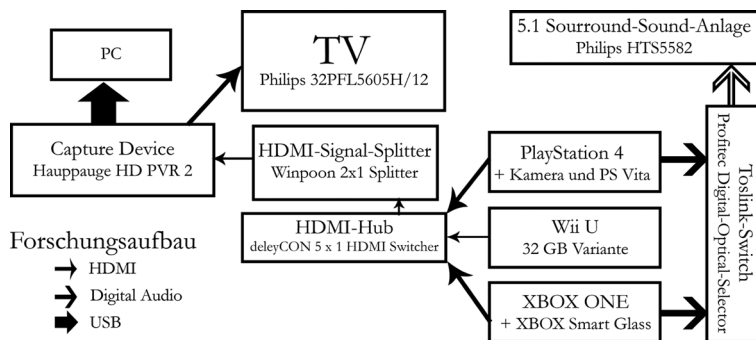 PC
TV
Philips 32PFL5605H/12
5.1 Sourround-Sound-Anlage
Philips HTS5582
Capture Device
Hauppauge HD PVR 2
HDMI-Signal-Splitter
Winpoon 2x1 Splitter
PlayStation 4
+ Kamera und PS Vita
HDMI-Hub
deleyCON 5 x 1 HDMI Switcher
Wii U
32 GB Variante
XBOX ONE
+ XBOX Smart Glass
Toslink-Switch
Profitec Digital-Optical-Selector
Forschungsaufbau
HDMI
Digital Audio
USB